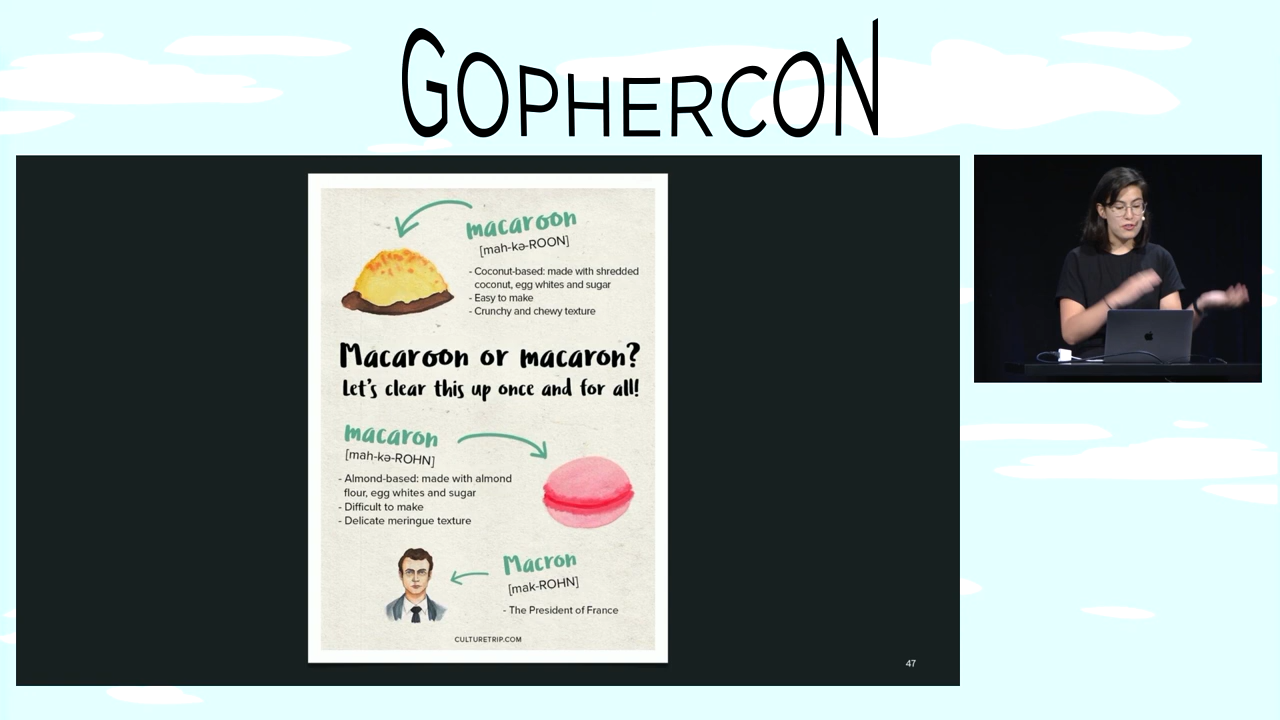 GOPHERCON
macaroon
[mah-kə-ROON]
- Coconut-based: made with shredded
coconut, egg whites and sugar
- Easy to make
- Crunchy and chewy texture
Macaroon or macaron?
Let's clear this up once and for all!
macaron
[mah-kə-ROHN]
- Almond-based: made with almond
flour, egg whites and sugar
- Difficult to make
- Delicate meringue texture
Macron
[mak-ROHN]
- The President of France
CULTURETRIP.COM
47